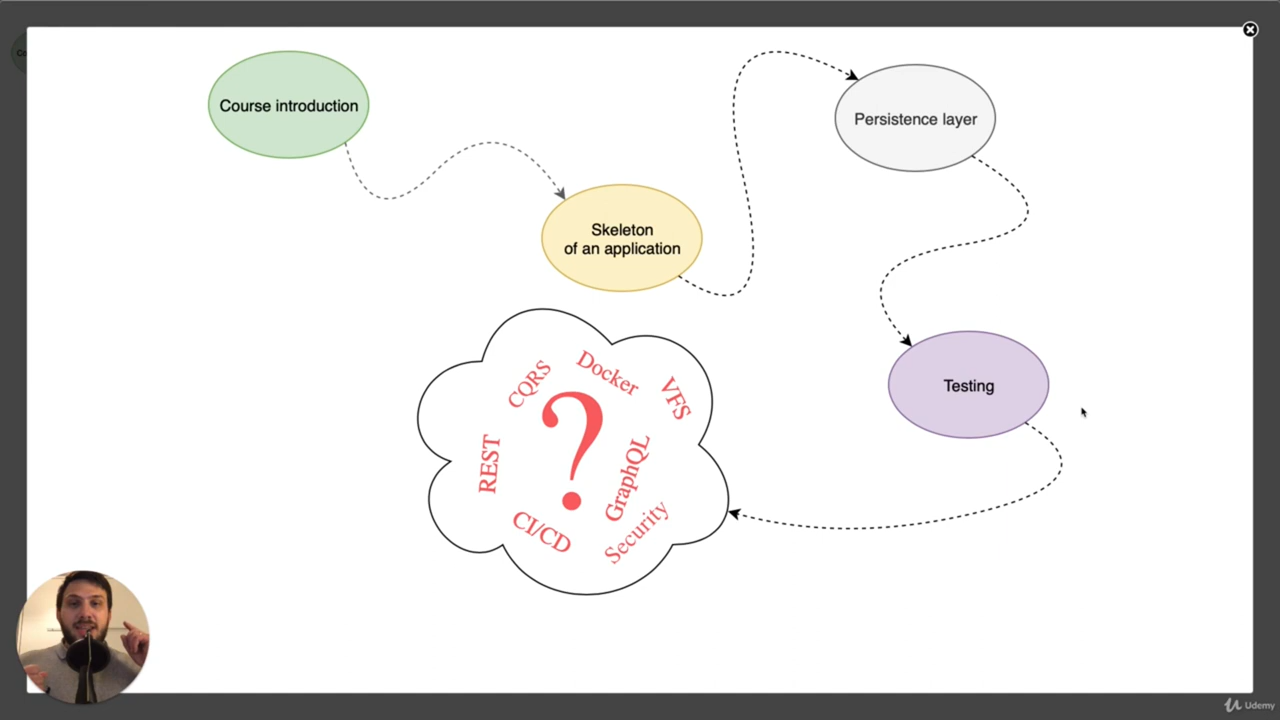 Course introduction
Persistence layer
Skeleton
of an application
Testing
CQRS
Docker
VFS
?
REST
GraphQL
CI/CD
Security
Udemy